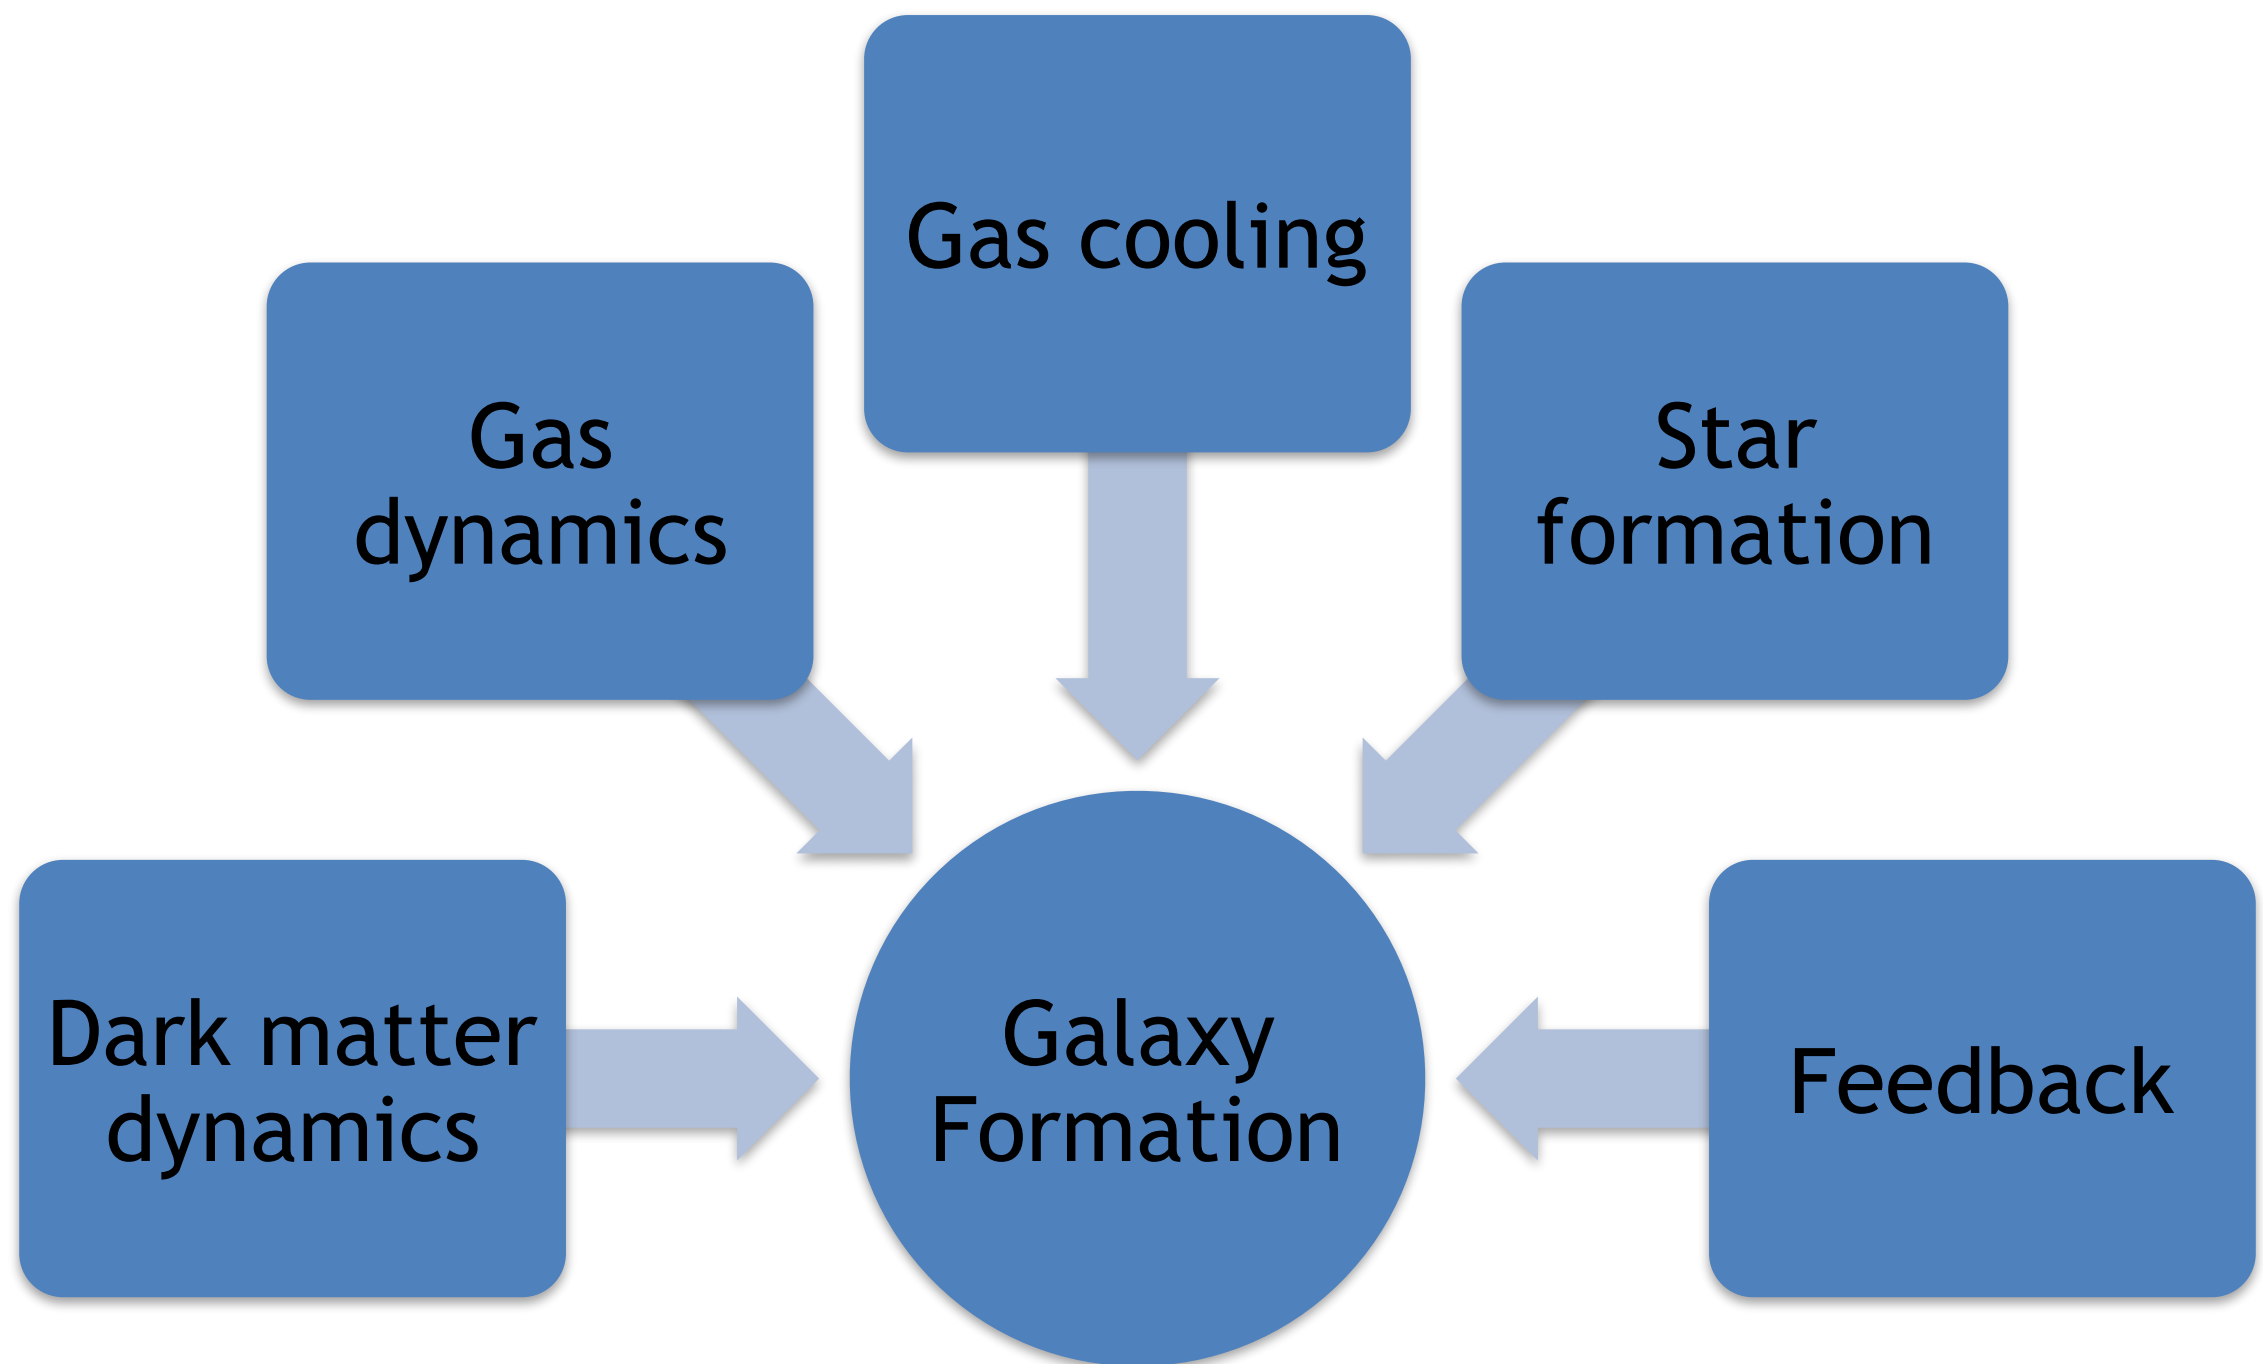 Gas cooling
Gas
dynamics
Star
formation
Dark matter
dynamics
Galaxy
Formation
Feedback